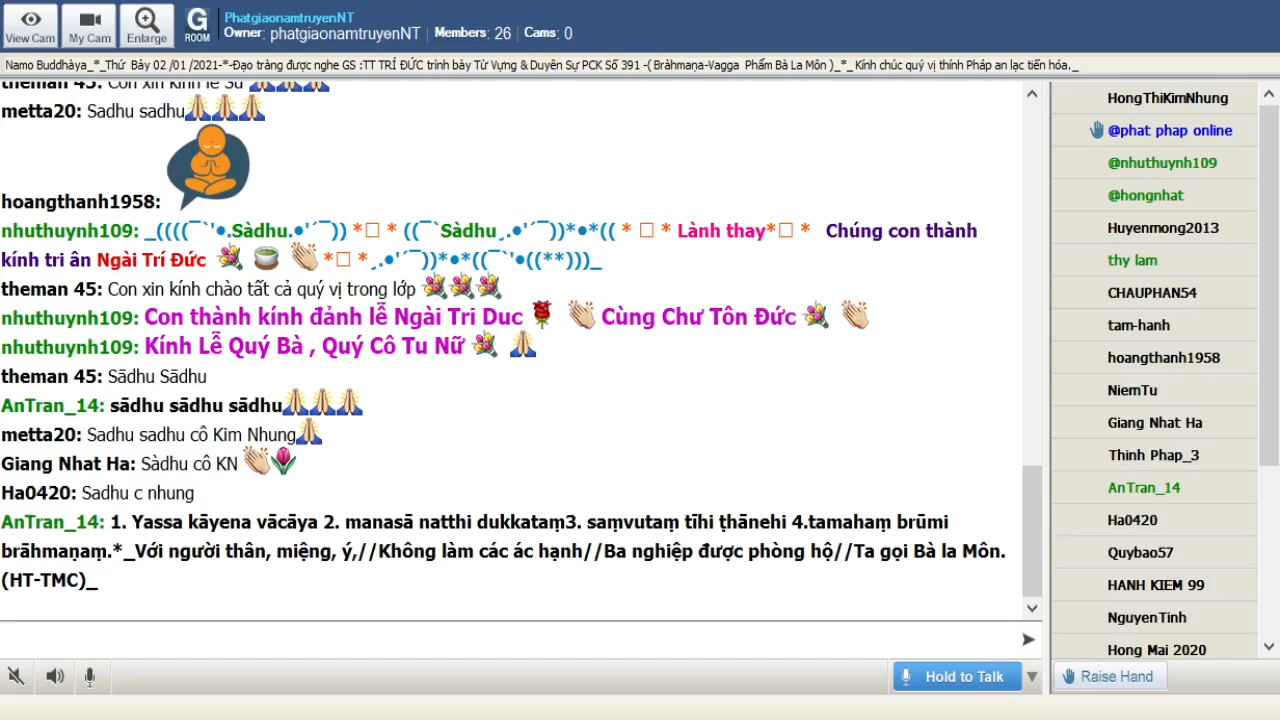 View Cam
My Cam
Enlarge
G
ROOM
PhatgiaonamtruyenNT
Owner: phatgiaonamtruyenNT | Members: 26 | Cams: 0
Namo Buddhàya_*_Thứ Bảy 02 /01 /2021-*-Đạo tràng được nghe GS :TT TRÍ ĐỨC trình bày Từ Vựng & Duyên Sự PCK Số 391 -( Bràhmaṇa-Vagga Phẩm Bà La Môn )_*_ Kính chúc quý vị thính Pháp an lạc tiến hóa._
theman 45: Con xin kính lễ Sư 🙏🙏🙏
metta20: Sadhu sadhu🙏🙏🙏
hoangthanh1958:
nhuthuynh109: _((((¯`'●.Sàdhu.●'´¯)) *□ * ((¯`Sàdhu¸.●'´¯))*●*(( * □ * Lành thay*□ * Chúng con thành
kính tri ân Ngài Trí Đức 💐 🍵 👏 *□ *¸.●'´¯))*●*((¯`'●((**)))_
theman 45: Con xin kính chào tất cả quý vị trong lớp 💐💐💐
nhuthuynh109: Con thành kính đảnh lễ Ngài Tri Duc 🌹 👏 Cùng Chư Tôn Đức 💐 👏
nhuthuynh109: Kính Lễ Quý Bà , Quý Cô Tu Nữ 💐 🙏
theman 45: Sādhu Sādhu
AnTran_14: sādhu sādhu sādhu🙏🙏🙏
metta20: Sadhu sadhu cô Kim Nhung🙏
Giang Nhat Ha: Sàdhu cô KN 👏🌷
Ha0420: Sadhu c nhung
AnTran_14: 1. Yassa kāyena vācāya 2. manasā natthi dukkataṃ3. saṃvutaṃ tīhi ṭhānehi 4.tamahaṃ brūmi
brāhmaṇaṃ.*_Với người thân, miệng, ý,//Không làm các ác hạnh//Ba nghiệp được phòng hộ//Ta gọi Bà la Môn.
(HT-TMC)_
Hold to Talk
HongThiKimNhung
@phat phap online
@nhuthuynh109
@hongnhat
Huyenmong2013
thy lam
CHAUPHAN54
tam-hanh
hoangthanh1958
NiemTu
Giang Nhat Ha
Thinh Phap_3
AnTran_14
Ha0420
Quybao57
HANH KIEM 99
NguyenTinh
Hong Mai 2020
Raise Hand